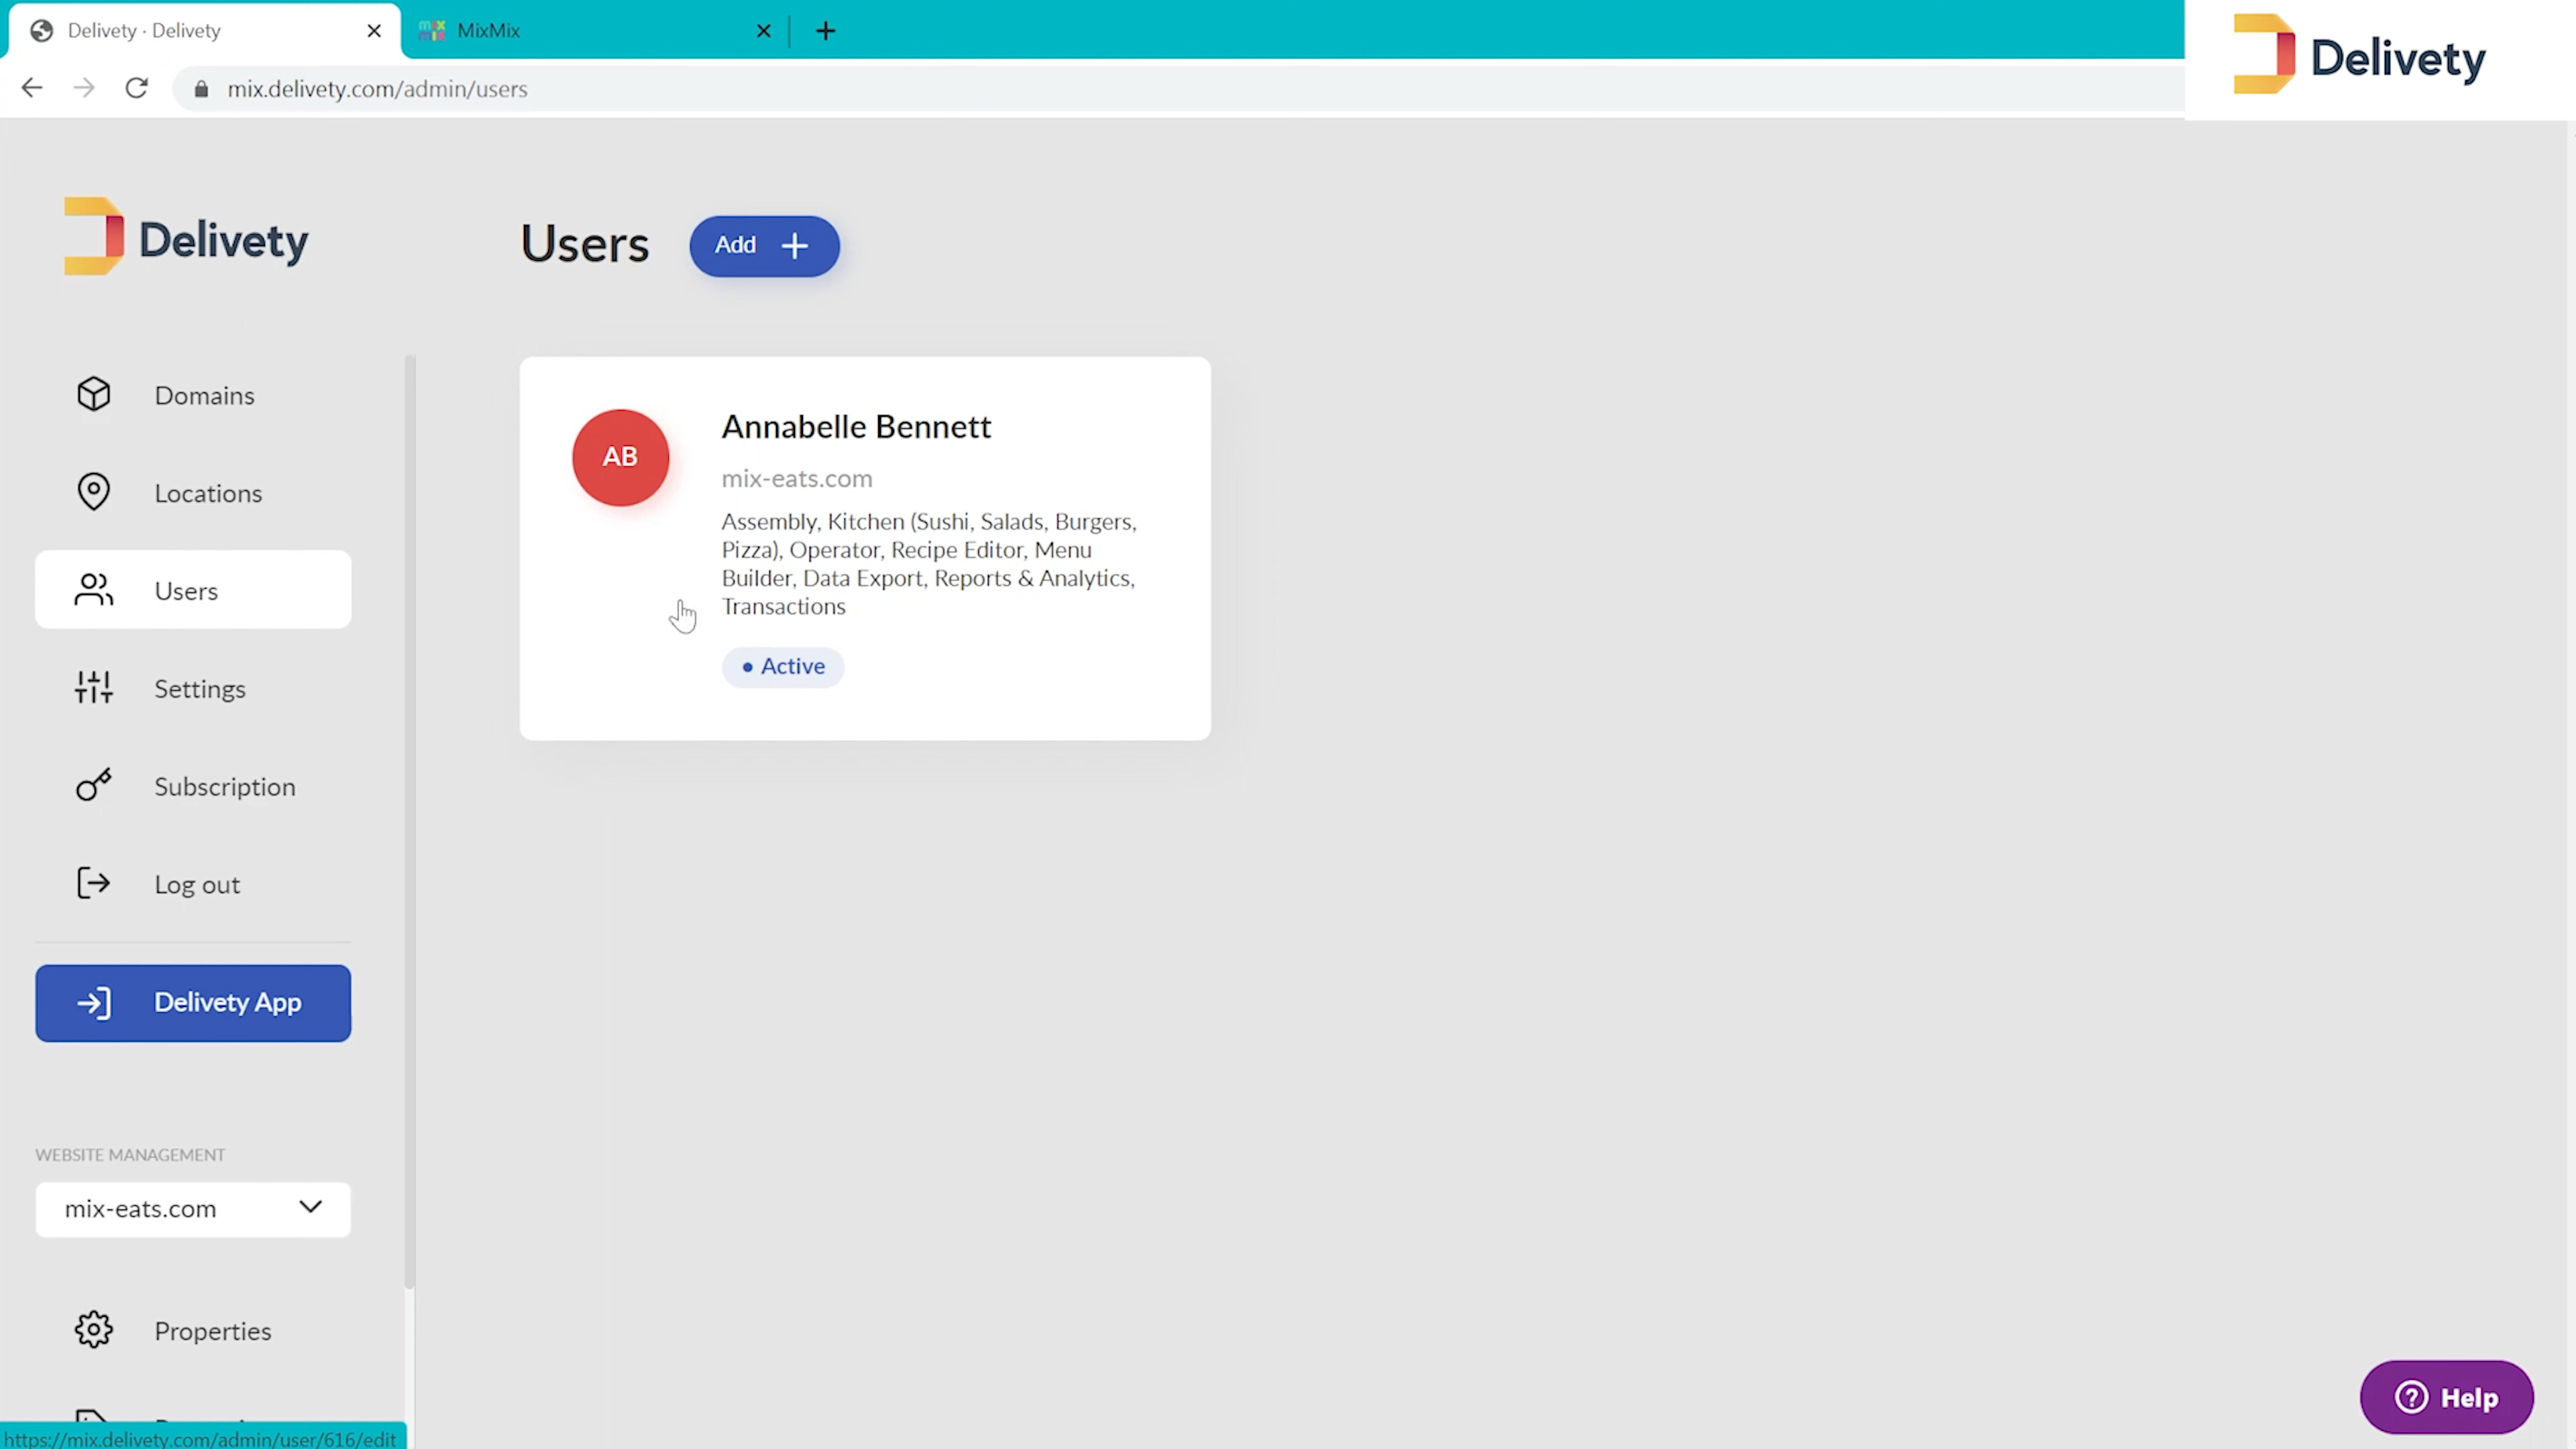 Delivety · Delivety
MixMix
mix.delivety.com/admin/users
Delivety
Delivety
Users
Add
Domains
Locations
Users
Settings
Subscription
Log out
Delivety App
WEBSITE MANAGEMENT
mix-eats.com
Properties
AB
Annabelle Bennett
mix-eats.com
Assembly, Kitchen (Sushi, Salads, Burgers,
Pizza), Operator, Recipe Editor, Menu
Builder, Data Export, Reports & Analytics,
Transactions
Active
Help
https://mix.delivety.com/admin/user/616/edit